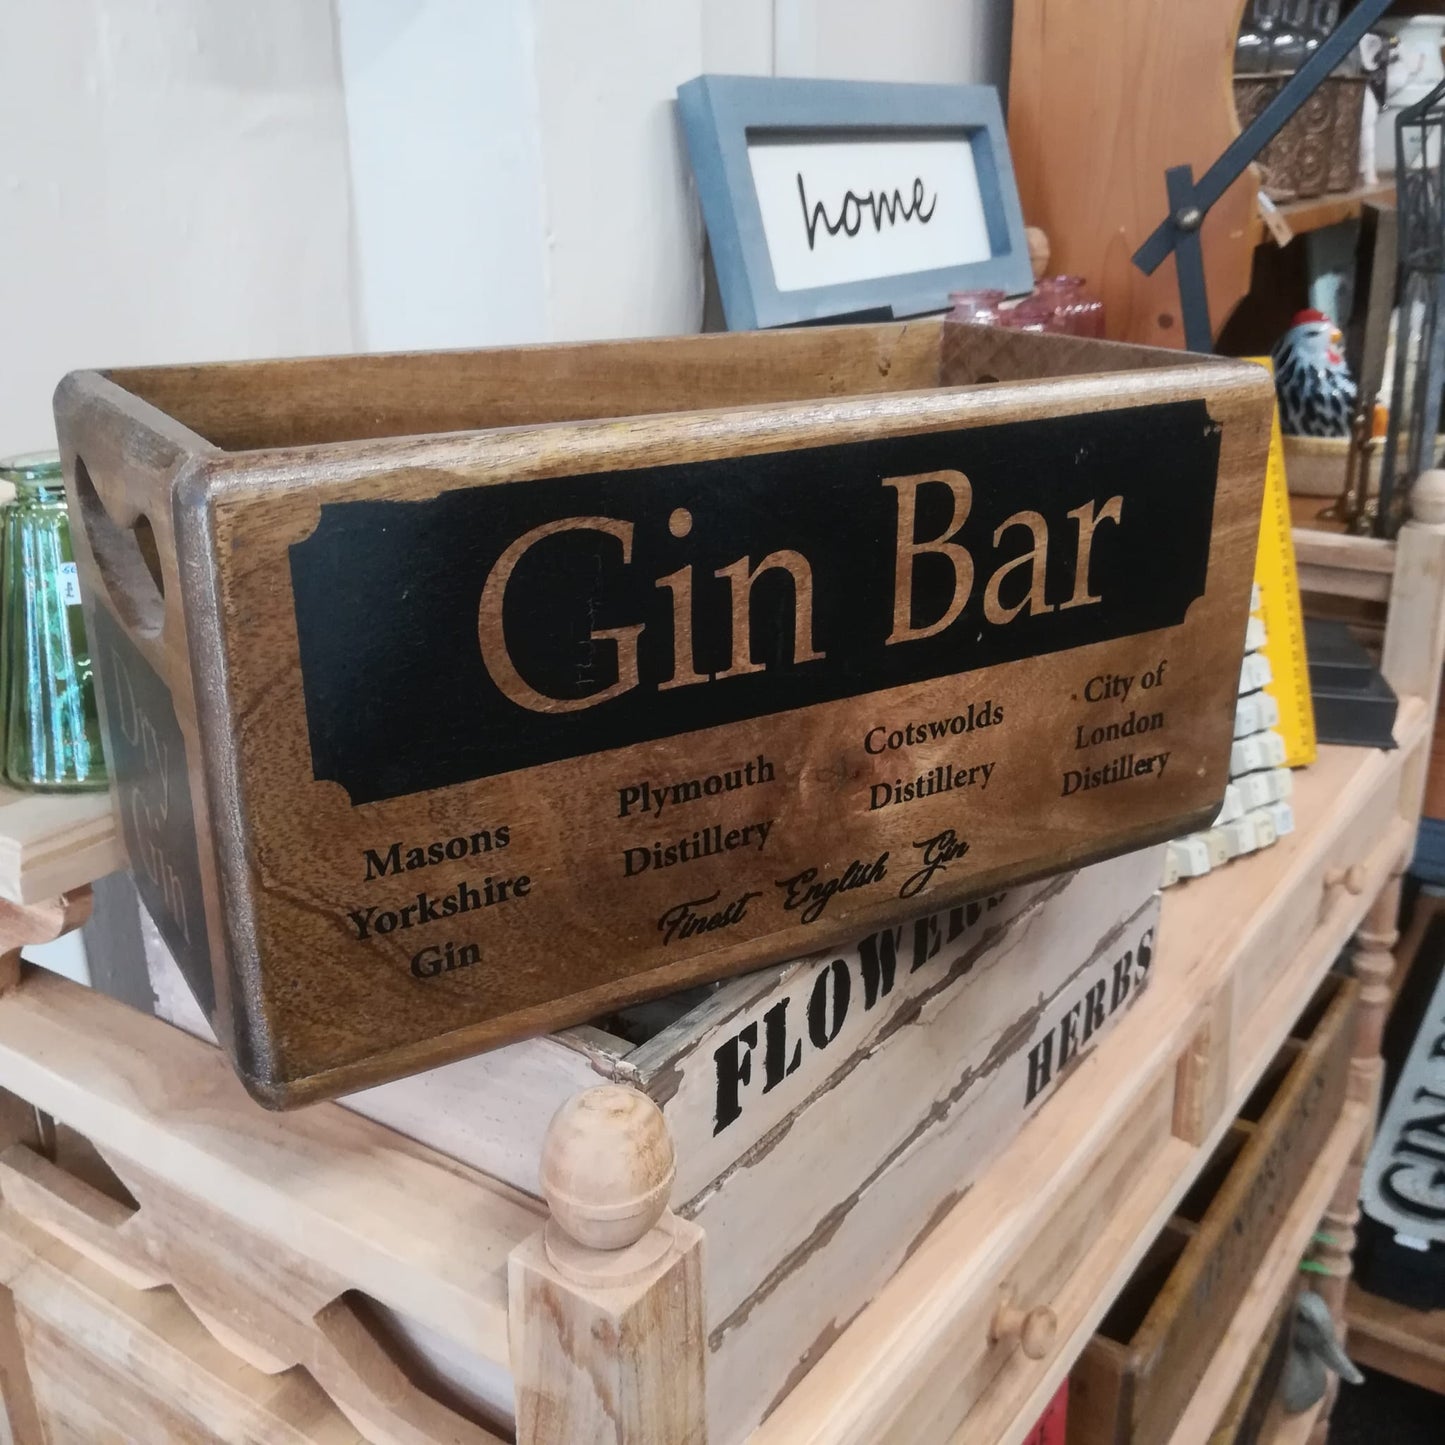 home
Gin Bar
Masons
Yorkshire
Gin
Plymouth
Distillery
Cotswolds
Distillery
City of
London
Distillery
Finest English Gin
Dry
Gin
FLOWERS
HERBS
GIN